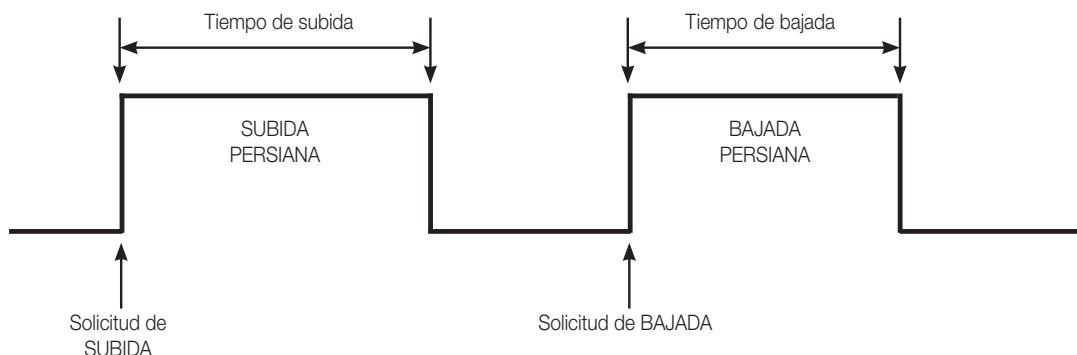 Tiempo de subida
Tiempo de bajada
SUBIDA
PERSIANA
BAJADA
PERSIANA
Solicitud de
SUBIDA
Solicitud de BAJADA